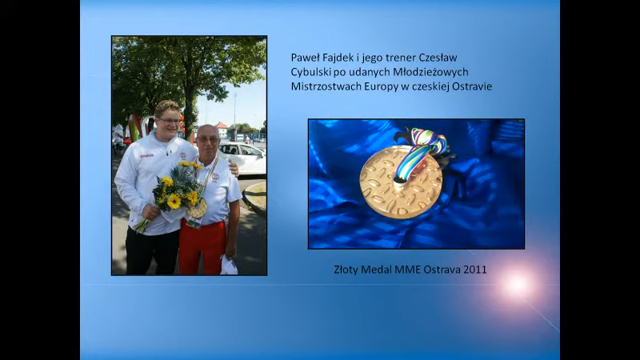 Paweł Fajdek i jego trener Czesław
Cybulski po udanych Młodzieżowych
Mistrzostwach Europy w czeskiej Ostravie
Złoty Medal MME Ostrava 2011